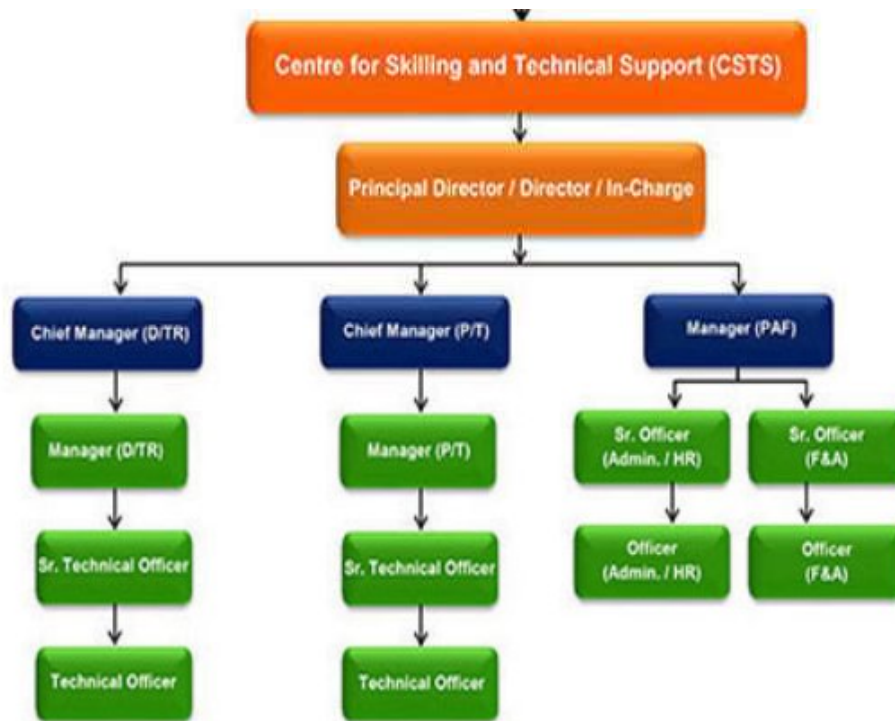 Centre for Skilling and Technical Support (CSTS)
Principal Director / Director / In-Charge
Chief Manager (D/TR)
Chief Manager (P/T)
Manager (PAF)
Manager (D/TR)
Manager (P/T)
Sr. Officer
(Admin. / HR)
Sr. Officer
(F&A)
Sr. Technical Officer
Sr. Technical Officer
Officer
(Admin. / HR)
Officer
(F&A)
Technical Officer
Technical Officer